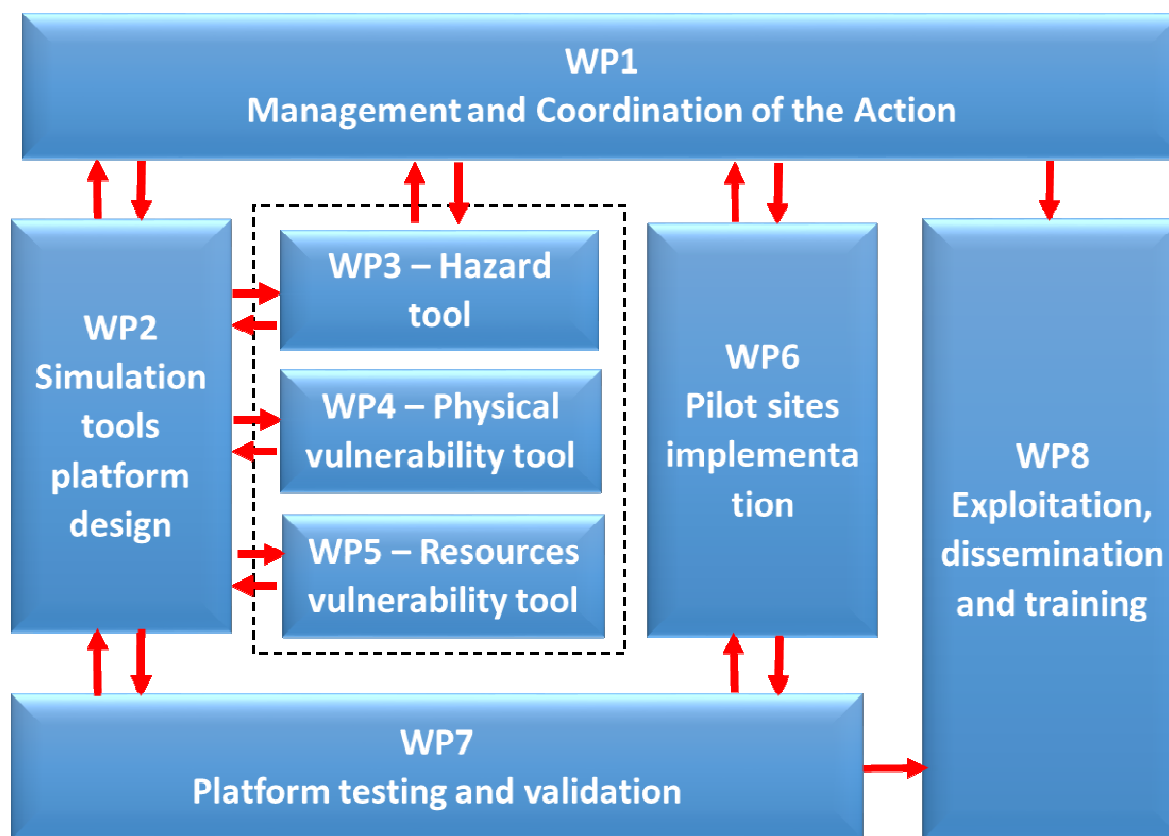 WP1
Management and Coordination of the Action
WP2
Simulation
tools
platform
design
WP3 – Hazard
tool
WP4 – Physical
vulnerability tool
WP5 – Resources
vulnerability tool
WP6
Pilot sites
implementa
tion
WP8
Exploitation,
dissemination
and training
WP7
Platform testing and validation